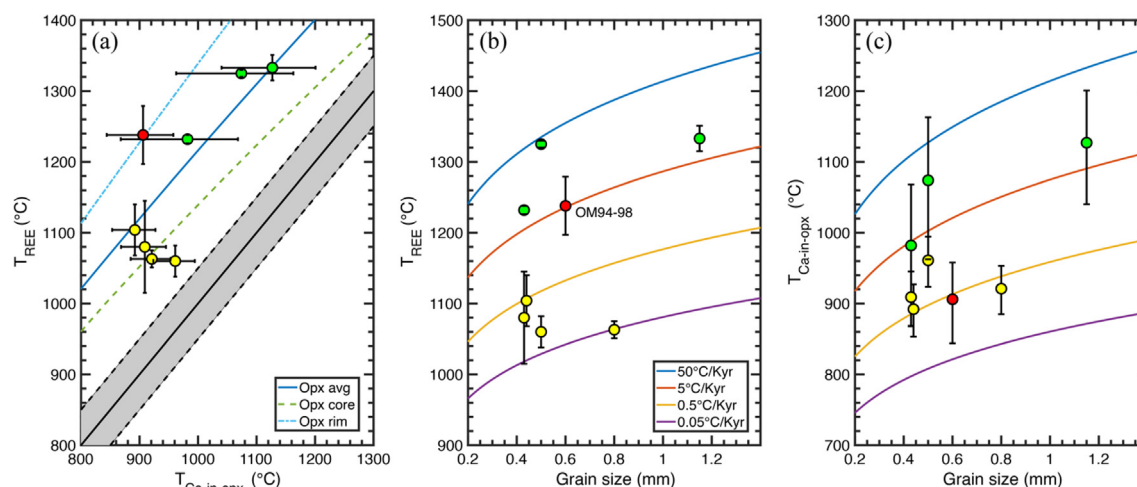 (a)
1400
1300
1200
1100
1000
900
800
T_REE (°C)
800 900 1000 1100 1200 1300
T_Ca-in-opx (°C)
Opx avg
Opx core
Opx rim
(b)
1500
1400
1300
1200
1100
1000
900
T_REE (°C)
OM94-98
50°C/Kyr
5°C/Kyr
0.5°C/Kyr
0.05°C/Kyr
0.2 0.4 0.6 0.8 1 1.2
Grain size (mm)
(c)
1300
1200
1100
1000
900
800
700
T_Ca-in-opx (°C)
0.2 0.4 0.6 0.8 1 1.2
Grain size (mm)